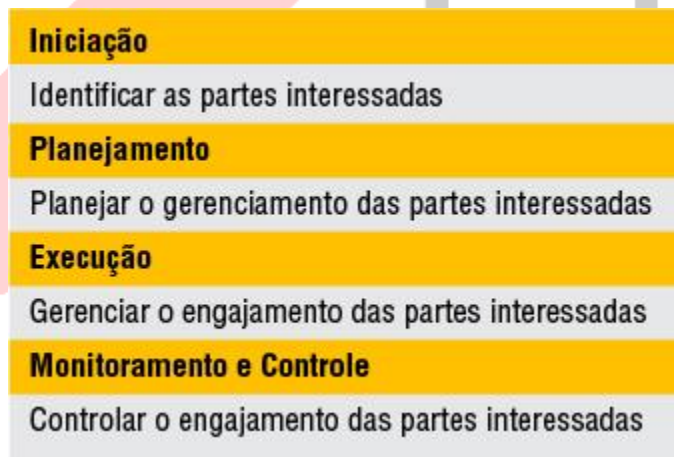 Iniciação
Identificar as partes interessadas
Planejamento
Planejar o gerenciamento das partes interessadas
Execução
Gerenciar o engajamento das partes interessadas
Monitoramento e Controle
Controlar o engajamento das partes interessadas